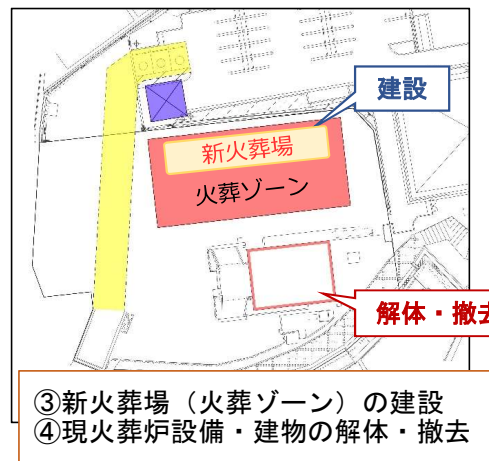 建設
新火葬場
火葬ゾーン
解体・撤去
③新火葬場（火葬ゾーン）の建設
④現火葬炉設備・建物の解体・撤去